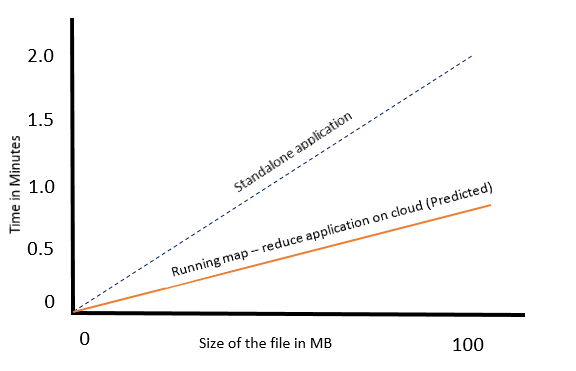 2.0
1.5
1.0
0.5
0
Time in Minutes
Standalone application
Running map – reduce application on cloud (Predicted)
0
Size of the file in MB
100